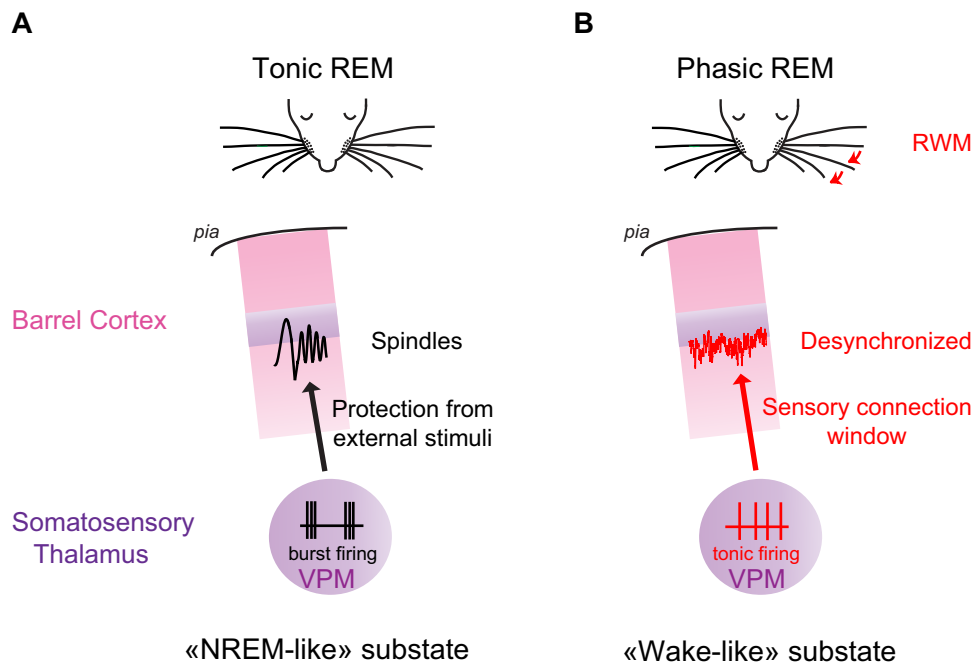 A
Tonic REM
pia
Barrel Cortex
Spindles
Protection from
external stimuli
Somatosensory
Thalamus
burst firing
VPM
«NREM-like» substate
B
Phasic REM
RWM
pia
Desynchronized
Sensory connection
window
tonic firing
VPM
«Wake-like» substate